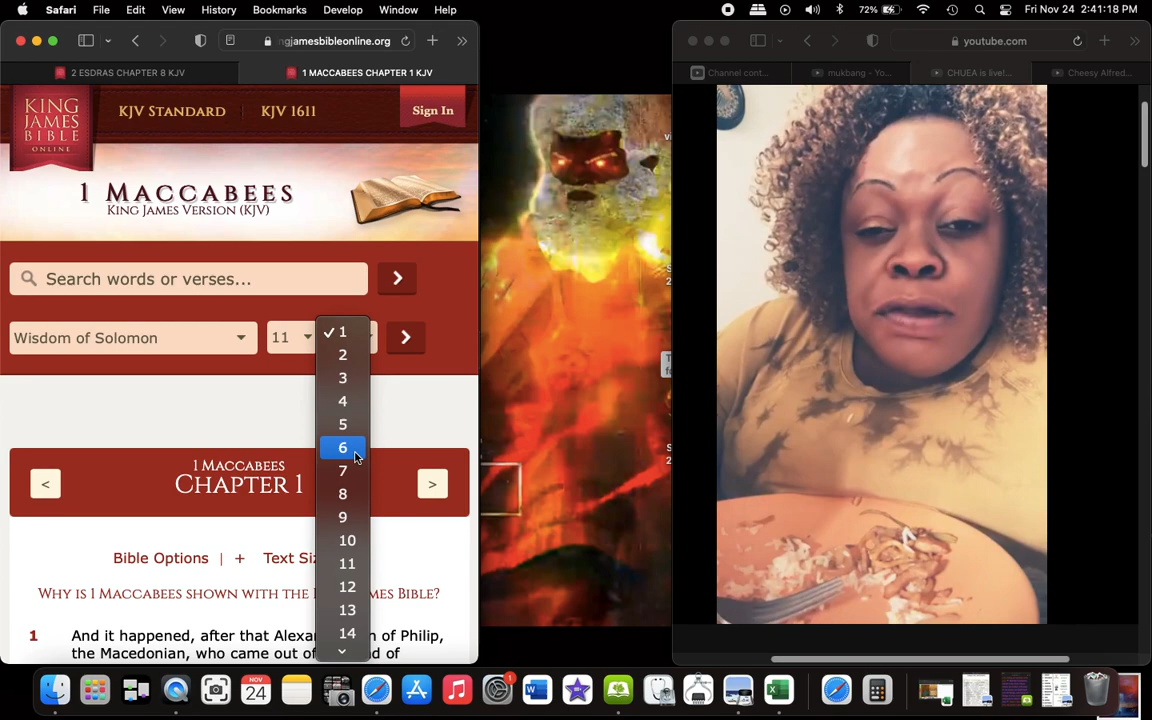 Safari File Edit View History Bookmarks Develop Window Help
72% Fri Nov 24 2:41:18 PM
ngjamesbibleonline.org
2 ESDRAS CHAPTER 8 KJV
1 MACCABEES CHAPTER 1 KJV
KING JAMES BIBLE ONLINE
KJV STANDARD
KJV 1611
Sign In
1 MACCABEES
KING JAMES VERSION (KJV)
Search words or verses...
>
Wisdom of Solomon
11
>
✓ 1
2
3
4
5
6
7
8
9
10
11
12
13
14
1 MACCABEES
CHAPTER 1
<
>
Bible Options | + Text Siz
WHY IS 1 MACCABEES SHOWN WITH THE
MES BIBLE?
1 And it happened, after that Alexan
n of Philip,
the Macedonian, who came out of
d of
youtube.com
Channel cont...
mukbang - Yo...
CHUEA is live!...
Cheesy Alfred...
NOV
24
1